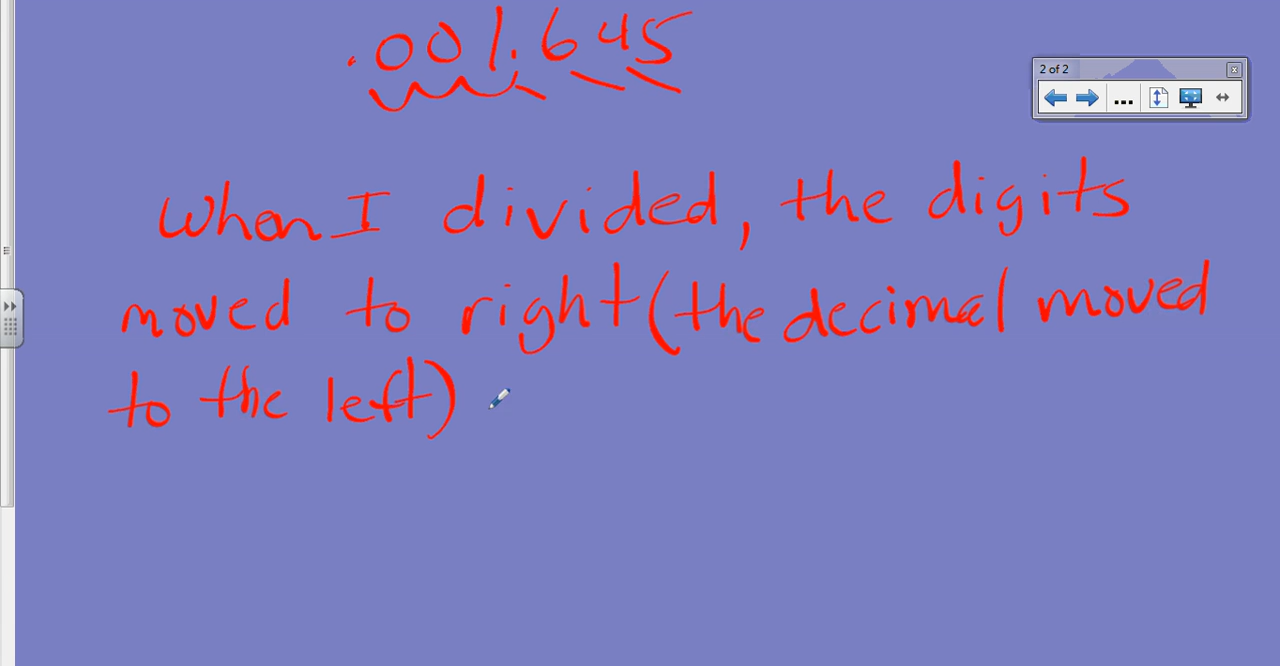 .001.645
2 of 2
When I divided, the digits
moved to right (the decimal moved
to the left)